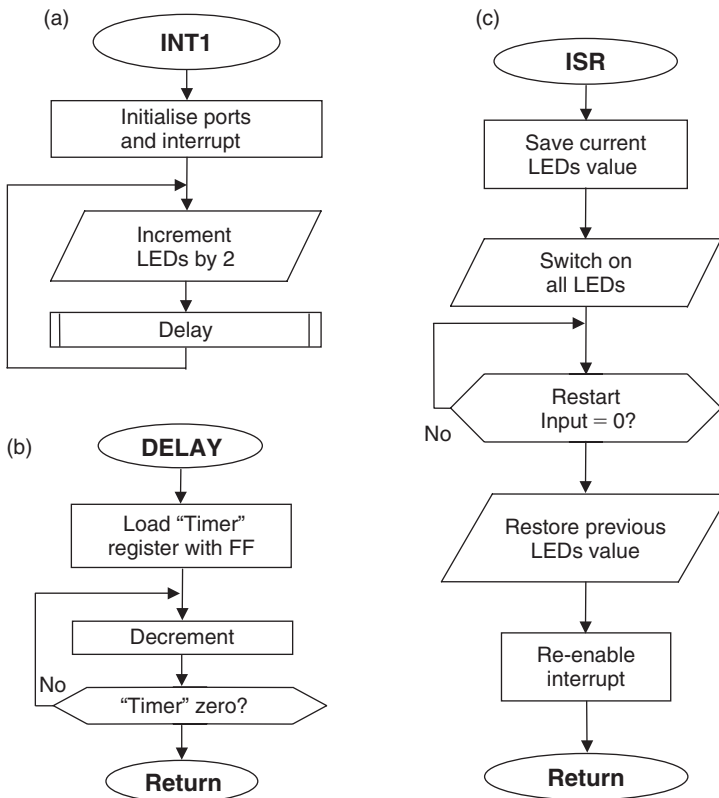 (a)
INT1
Initialise ports
and interrupt
Increment
LEDs by 2
Delay
(b)
DELAY
Load “Timer”
register with FF
Decrement
No
“Timer” zero?
Return
(c)
ISR
Save current
LEDs value
Switch on
all LEDs
Restart
Input = 0?
No
Restore previous
LEDs value
Re-enable
interrupt
Return